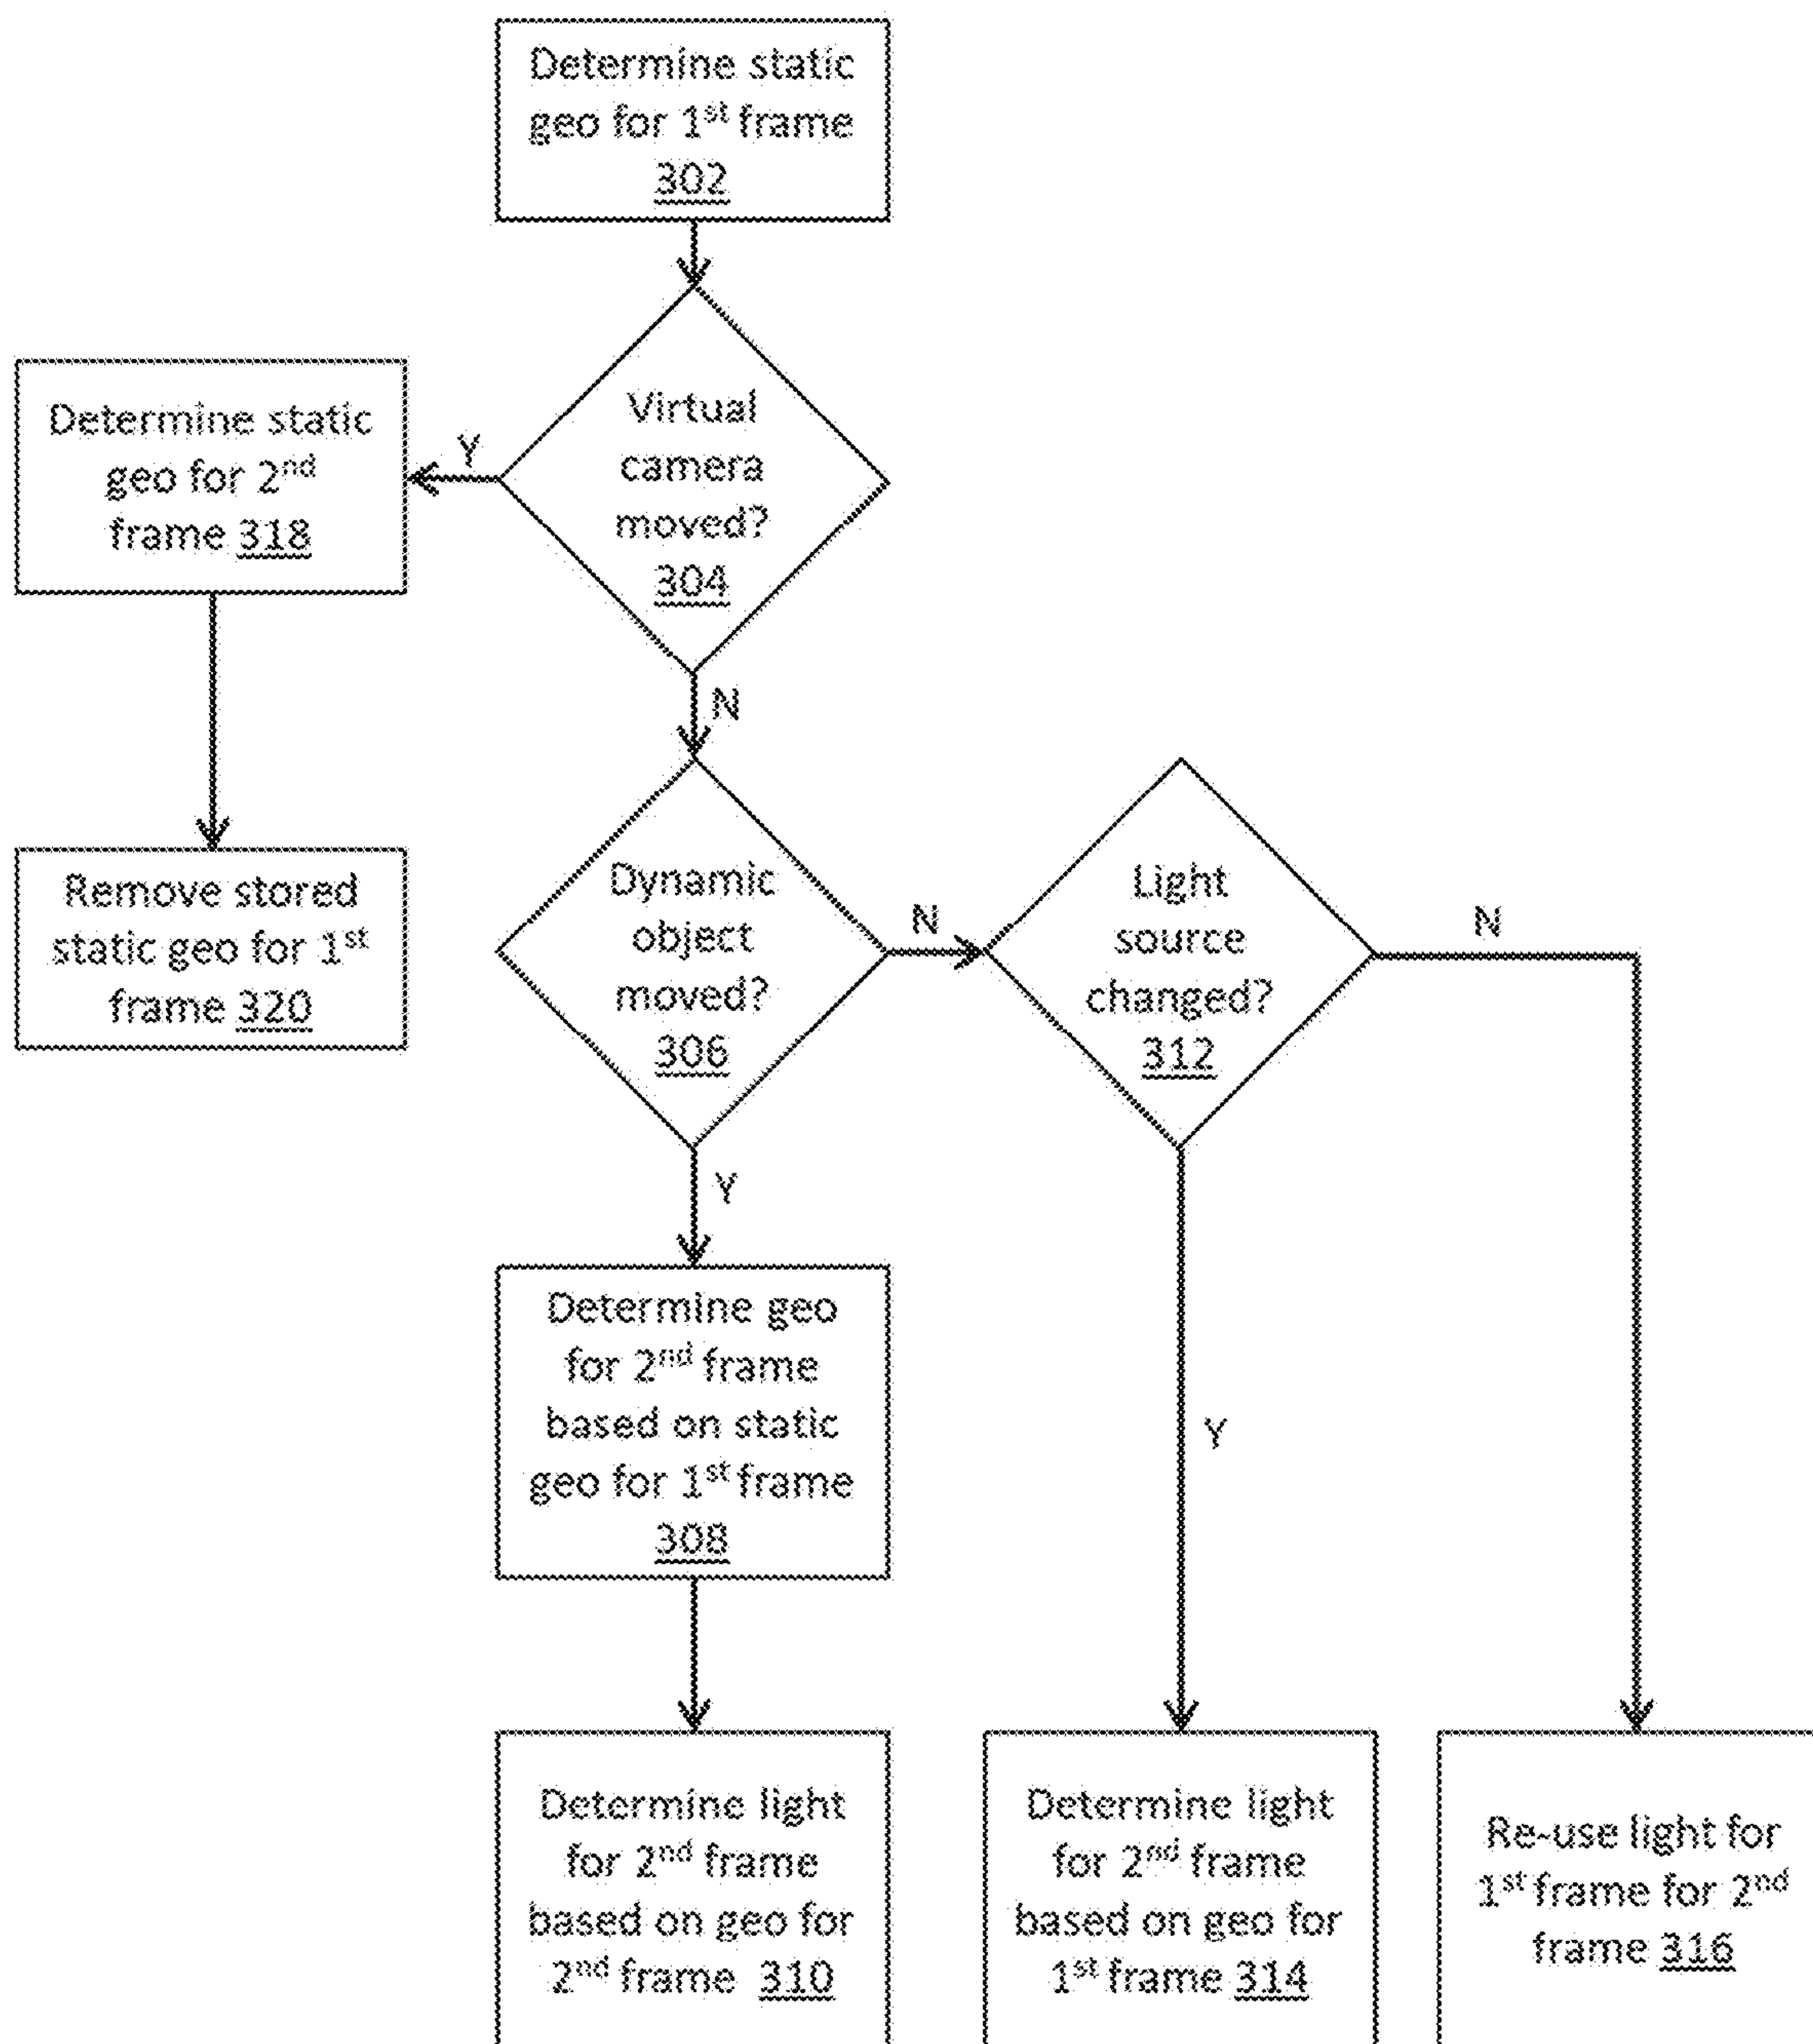 Determine static
geo for 1st frame
302
Virtual
camera
moved?
304
Y
Determine static
geo for 2nd
frame 318
N
Remove stored
static geo for 1st
frame 320
Dynamic
object
moved?
306
N
Light
source
changed?
312
N
Y
Determine geo
for 2nd frame
based on static
geo for 1st frame
308
Y
Determine light
for 2nd frame
based on geo for
2nd frame 310
Determine light
for 2nd frame
based on geo for
1st frame 314
Re-use light for
1st frame for 2nd
frame 316